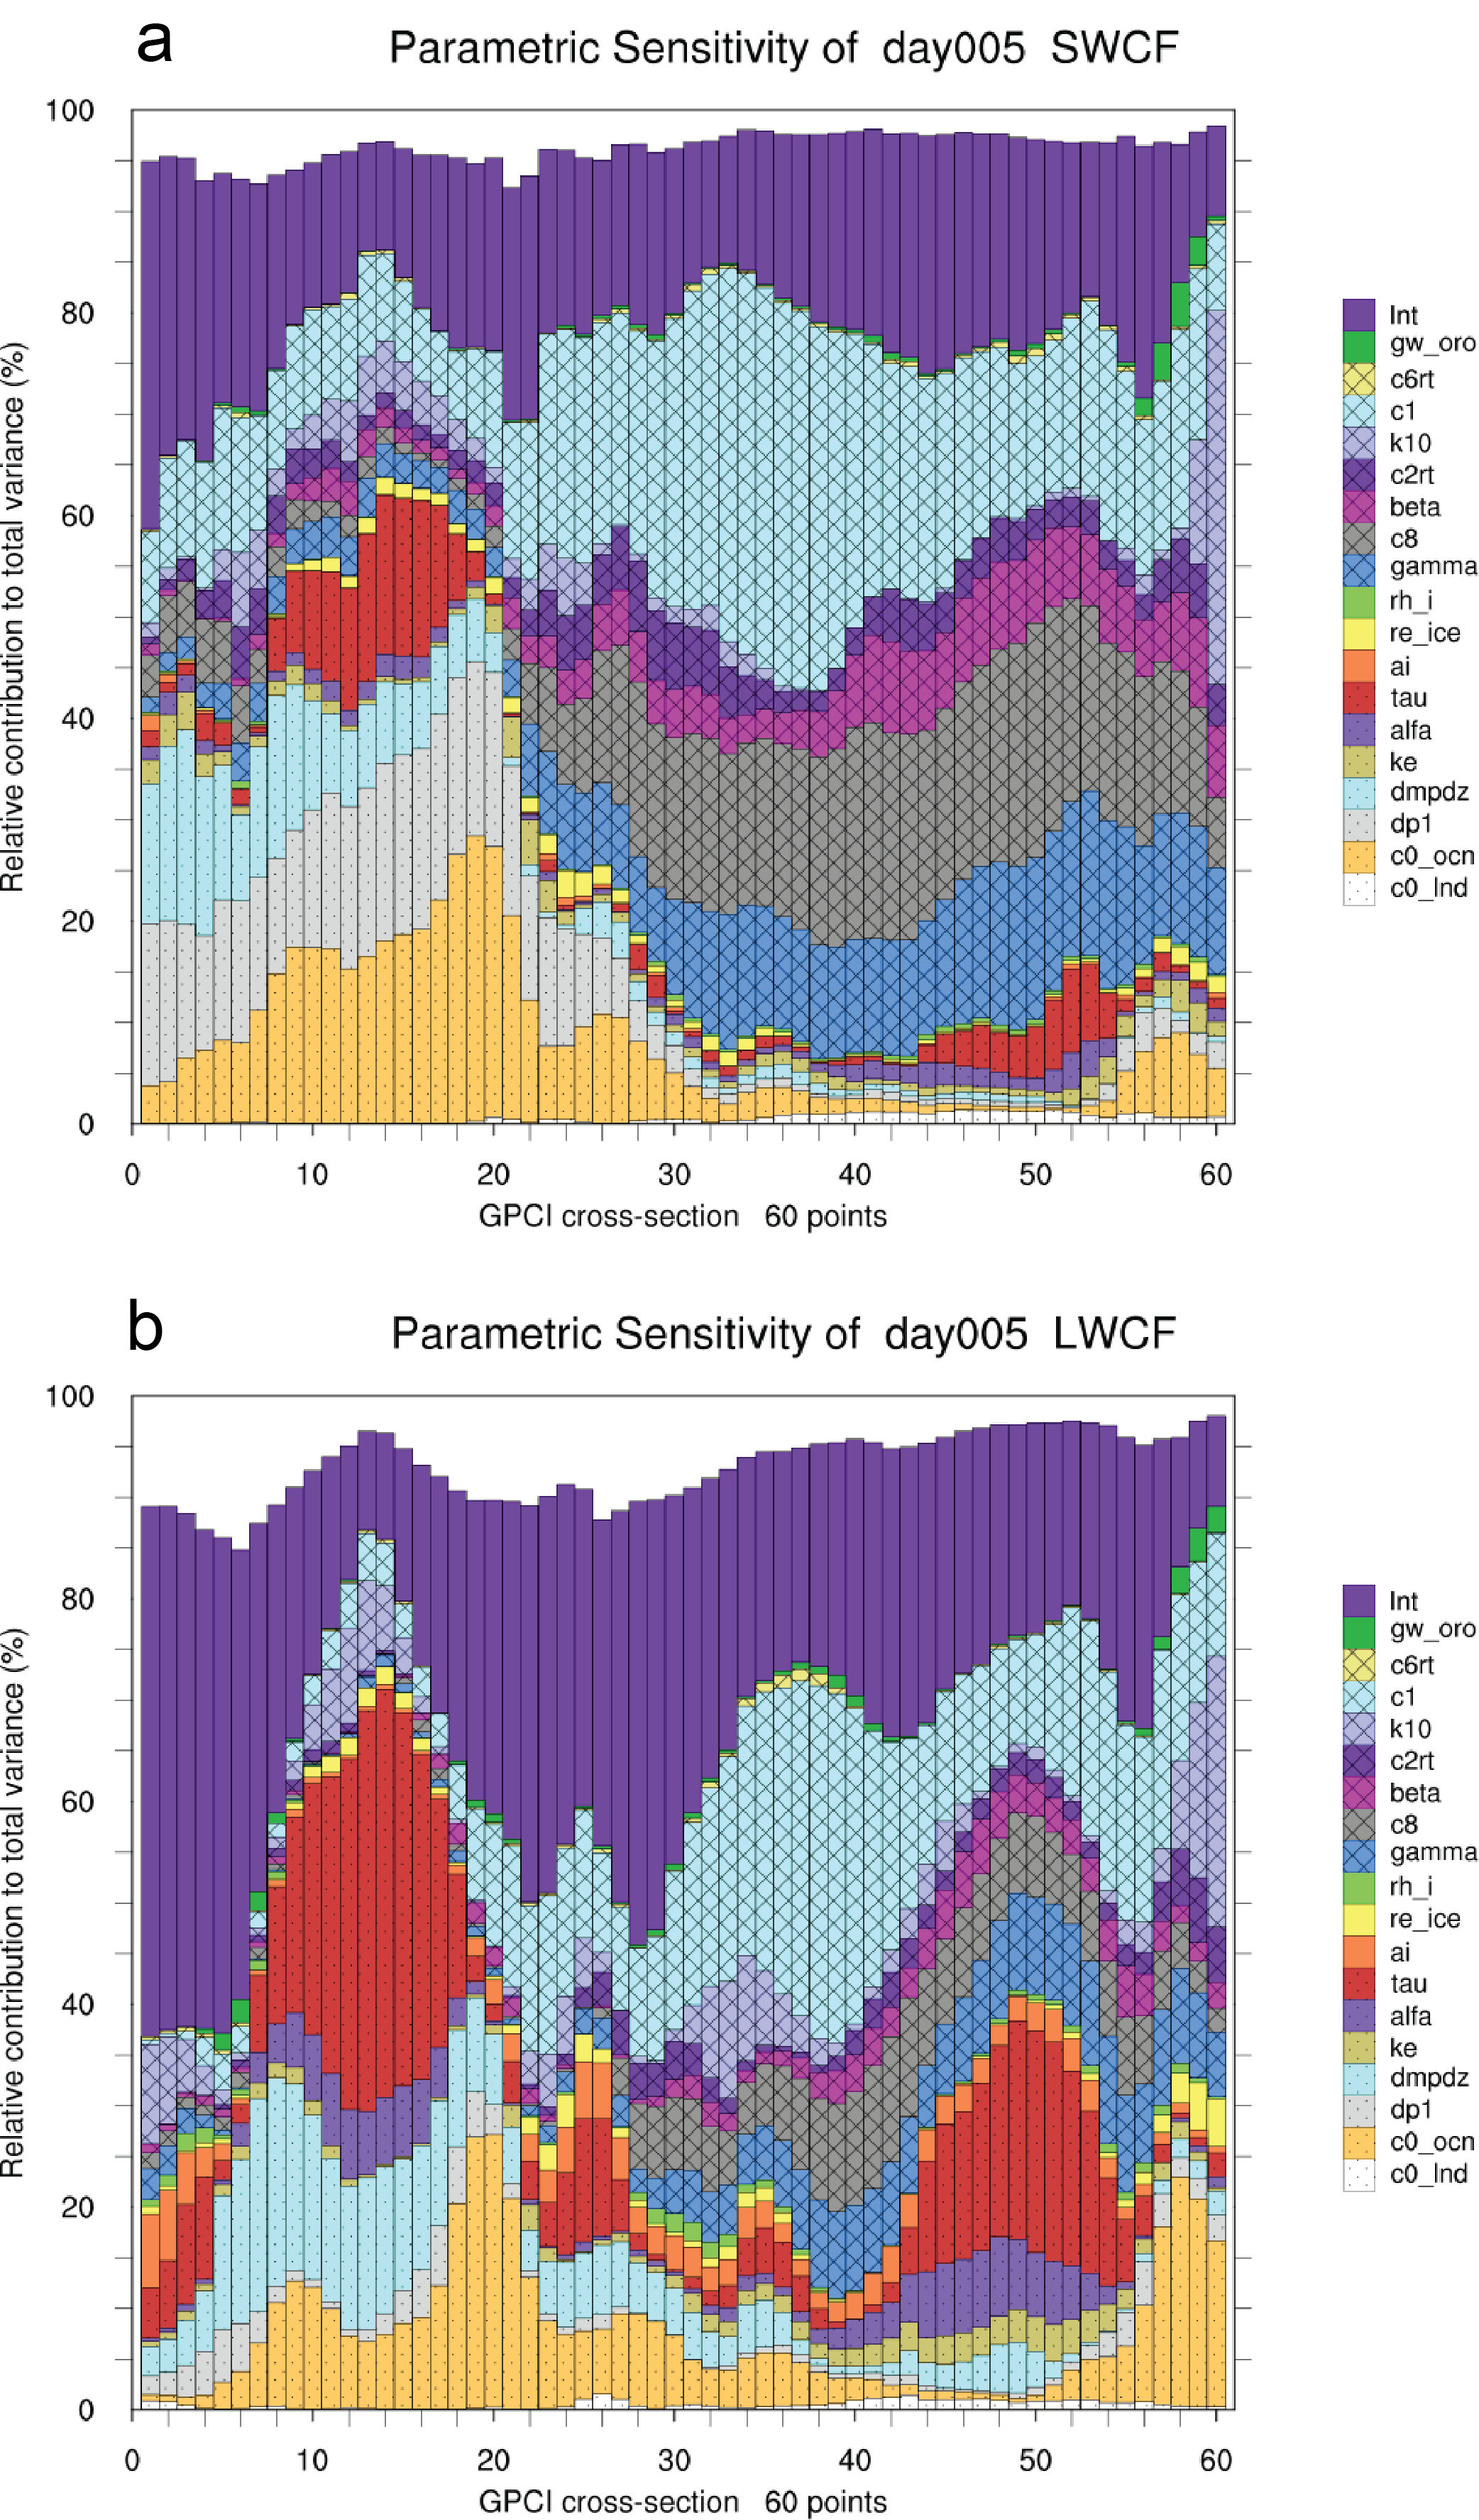 a
Parametric Sensitivity of day005 SWCF
Relative contribution to total variance (%)
100
80
60
40
20
0
0 10 20 30 40 50 60
GPCI cross-section 60 points
Int
gw_oro
c6rt
c1
k10
c2rt
beta
c8
gamma
rh_i
re_ice
ai
tau
alfa
ke
dmpdz
dp1
c0_ocn
c0_lnd
b
Parametric Sensitivity of day005 LWCF
Relative contribution to total variance (%)
100
80
60
40
20
0
0 10 20 30 40 50 60
GPCI cross-section 60 points
Int
gw_oro
c6rt
c1
k10
c2rt
beta
c8
gamma
rh_i
re_ice
ai
tau
alfa
ke
dmpdz
dp1
c0_ocn
c0_lnd